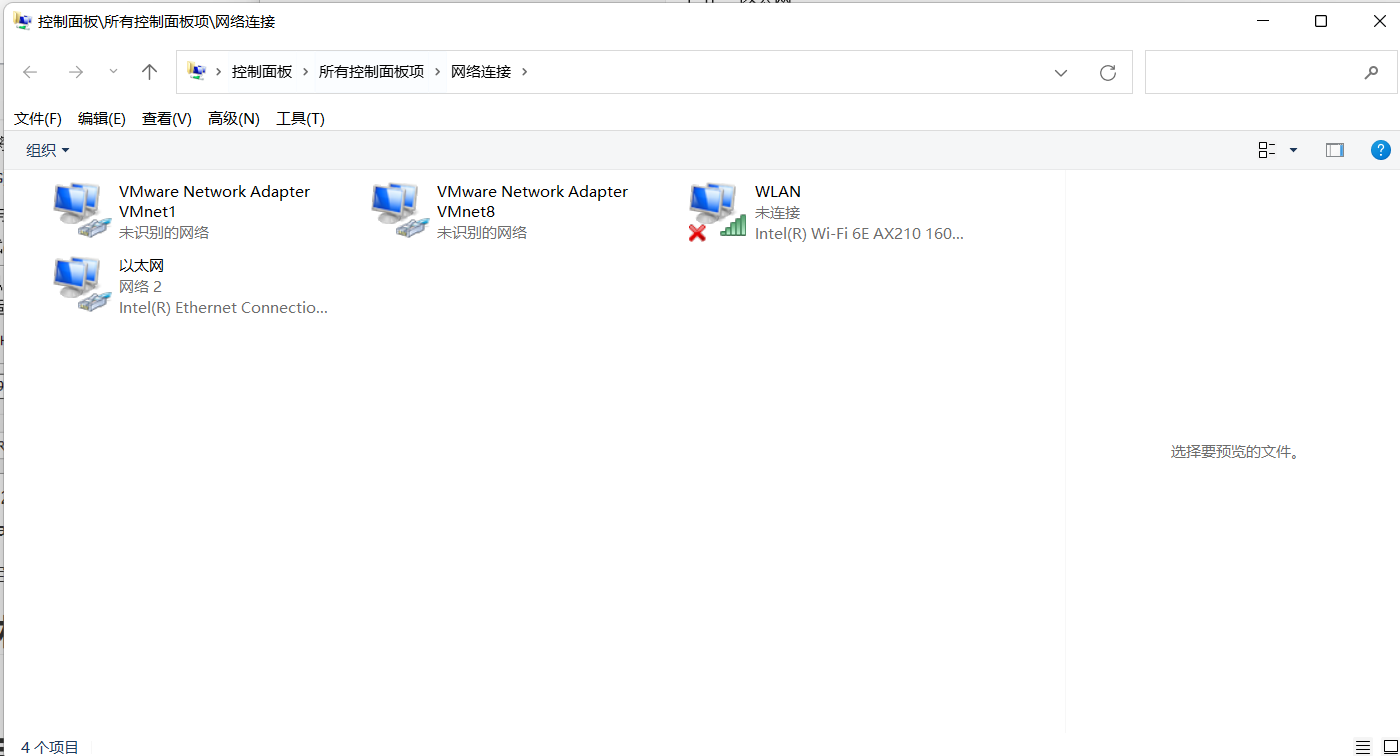 控制面板\所有控制面板项\网络连接
控制面板 › 所有控制面板项 › 网络连接 ›
文件(F) 编辑(E) 查看(V) 高级(N) 工具(T)
组织
VMware Network Adapter
VMnet1
未识别的网络
VMware Network Adapter
VMnet8
未识别的网络
WLAN
未连接
Intel(R) Wi-Fi 6E AX210 160...
以太网
网络 2
Intel(R) Ethernet Connectio...
选择要预览的文件。
4 个项目